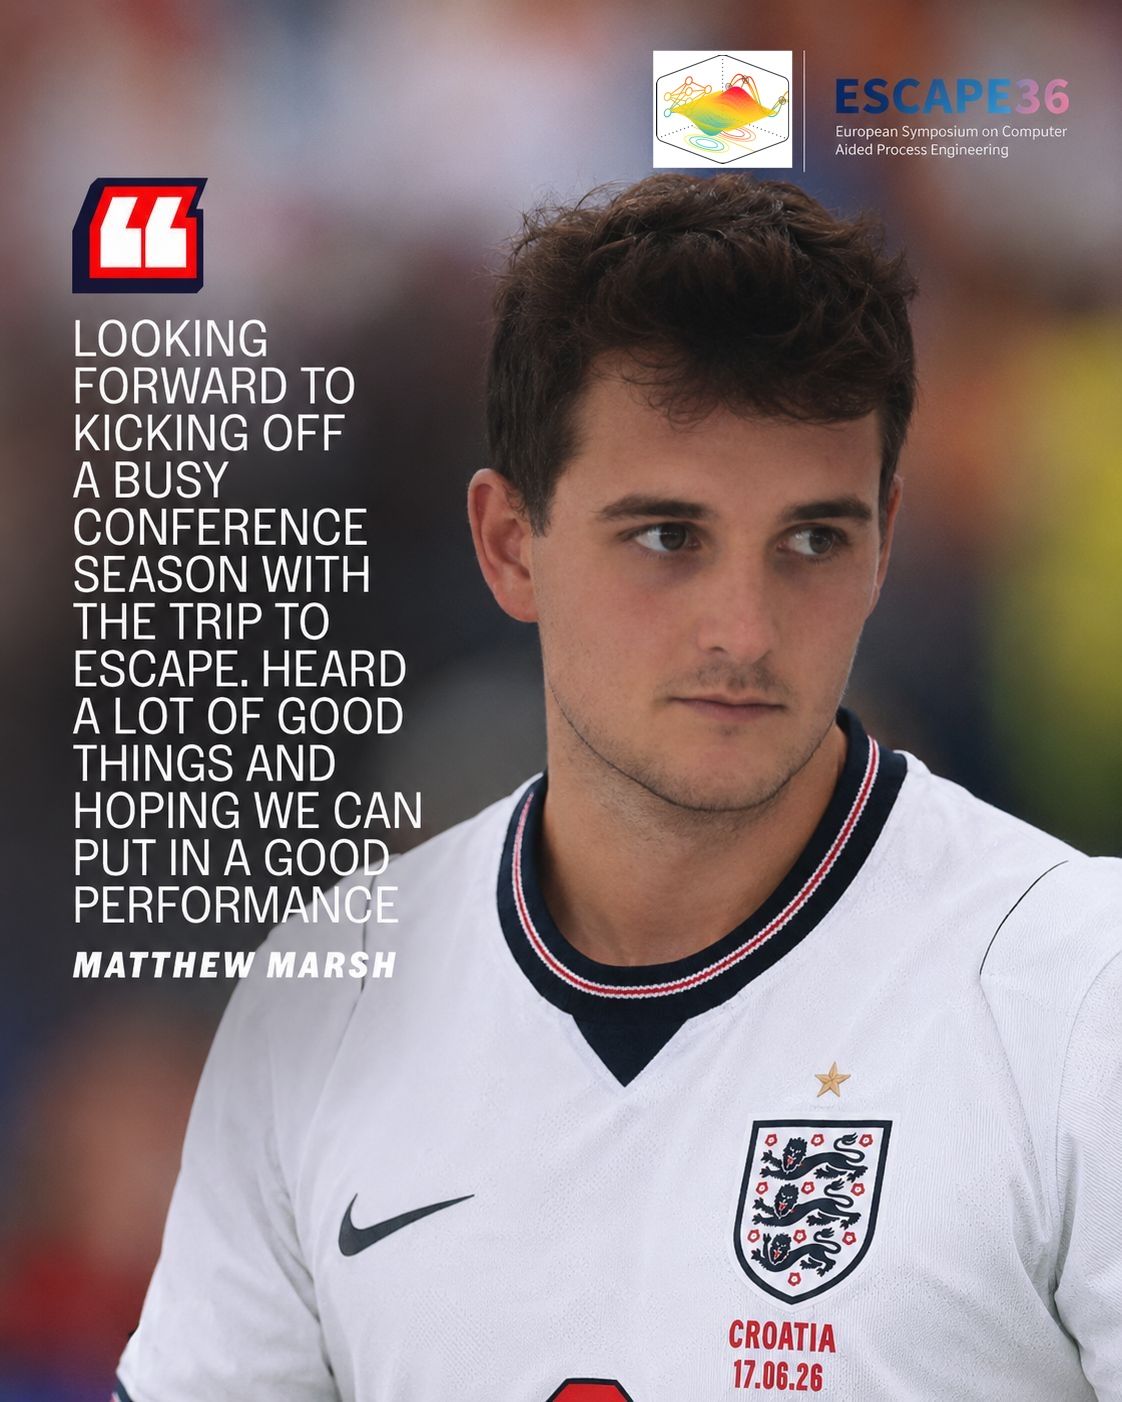 ESCAPE36
European Symposium on Computer
Aided Process Engineering
LOOKING
FORWARD TO
KICKING OFF
A BUSY
CONFERENCE
SEASON WITH
THE TRIP TO
ESCAPE. HEARD
A LOT OF GOOD
THINGS AND
HOPING WE CAN
PUT IN A GOOD
PERFORMANCE
MATTHEW MARSH
CROATIA
17.06.26